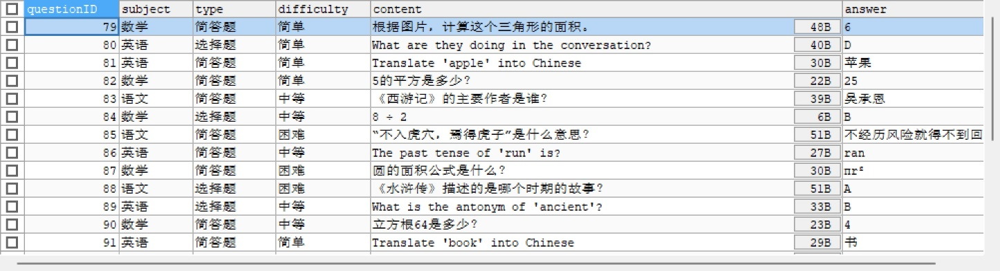 questionID subject type difficulty content answer
79 数学 简答题 简单 根据图片，计算这个三角形的面积。 48B 6
80 英语 选择题 简单 What are they doing in the conversation? 40B D
81 英语 简答题 简单 Translate 'apple' into Chinese 30B 苹果
82 数学 简答题 简单 5的平方是多少？ 22B 25
83 语文 简答题 中等 《西游记》的主要作者是谁？ 39B 吴承恩
84 数学 选择题 中等 8 ÷ 2 6B B
85 语文 简答题 困难 “不入虎穴，焉得虎子”是什么意思？ 51B 不经历风险就得不到回
86 英语 简答题 中等 The past tense of 'run' is? 27B ran
87 数学 简答题 困难 圆的面积公式是什么？ 30B πr²
88 语文 选择题 困难 《水浒传》描述的是哪个时期的故事？ 51B A
89 英语 选择题 中等 What is the antonym of 'ancient'? 33B B
90 数学 简答题 中等 立方根64是多少？ 23B 4
91 英语 简答题 简单 Translate 'book' into Chinese 29B 书